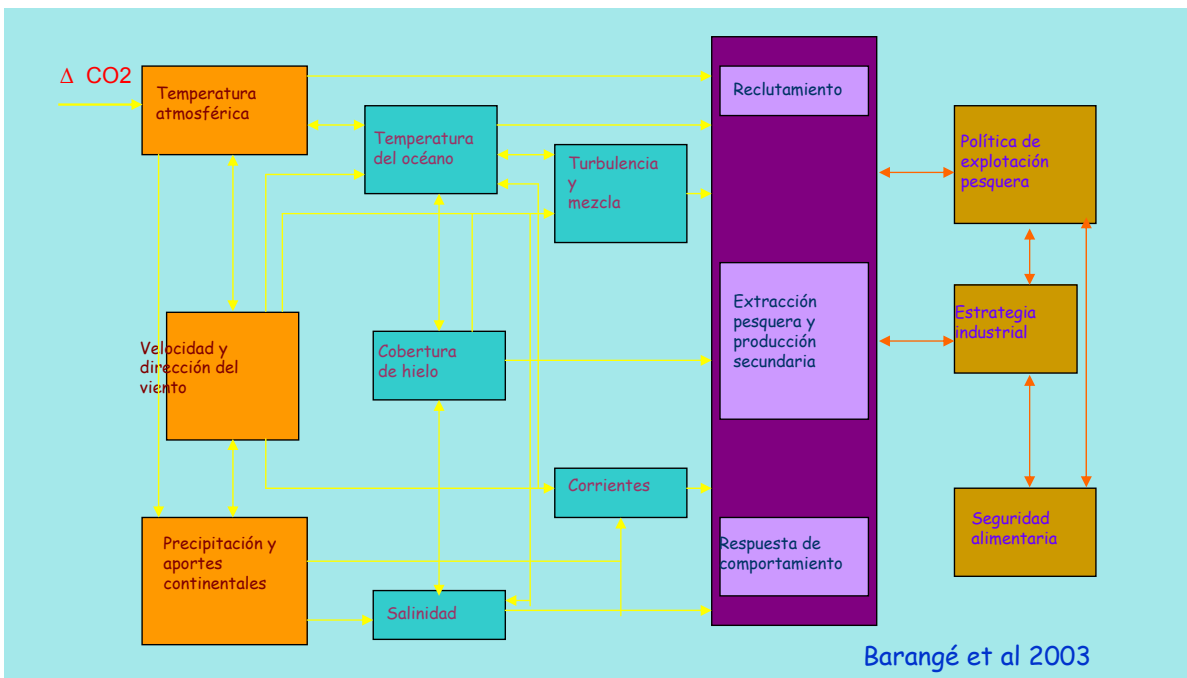 Δ CO2
Temperatura
atmosférica
Temperatura
del océano
Turbulencia
y
mezcla
Reclutamiento
Política de
explotación
pesquera
Velocidad y
dirección del
viento
Cobertura
de hielo
Extracción
pesquera y
producción
secundaria
Estrategia
industrial
Corrientes
Precipitación y
aportes
continentales
Salinidad
Respuesta de
comportamiento
Seguridad
alimentaria
Barangé et al 2003